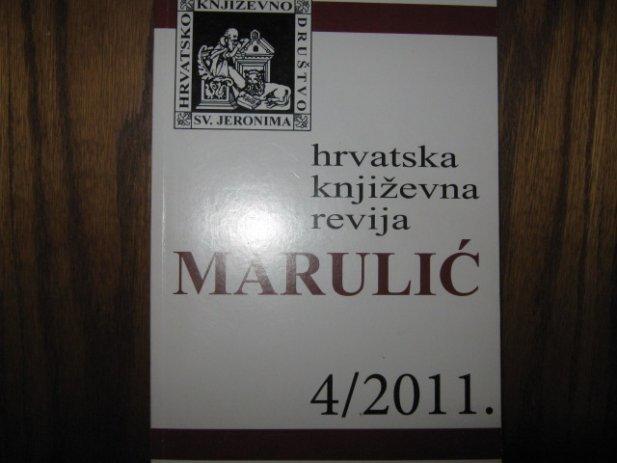 KNJIŽEVNO
HRVATSKO
DRUŠTVO
SV. JERONIMA
hrvatska
književna
revija
MARULIĆ
4/2011.